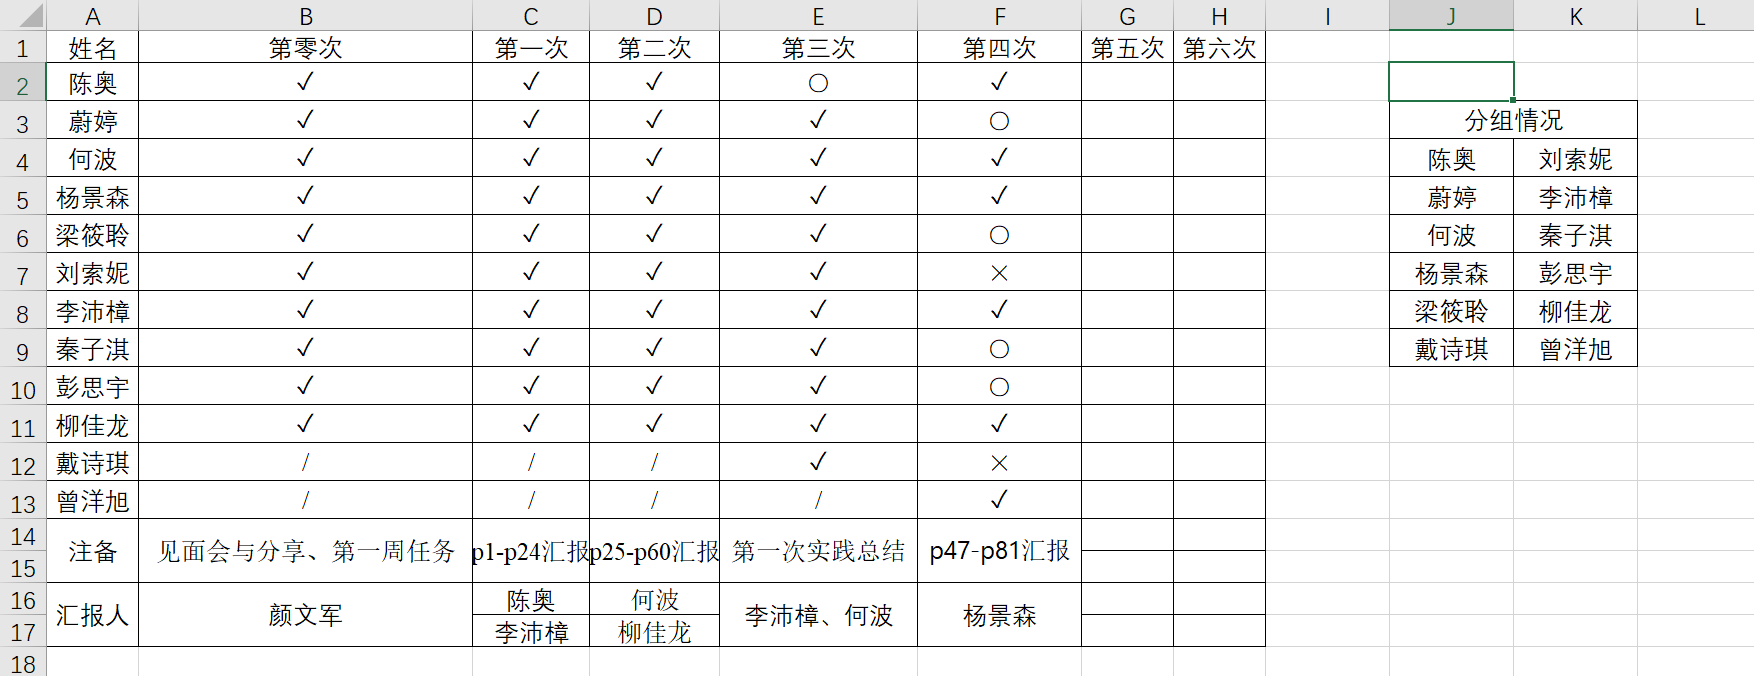 A B C D E F G H I J K L
1 姓名 第零次 第一次 第二次 第三次 第四次 第五次 第六次
2 陈奥 √ √ √ ○ √
3 蔚婷 √ √ √ √ ○ 分组情况
4 何波 √ √ √ √ √ 陈奥 刘索妮
5 杨景森 √ √ √ √ √ 蔚婷 李沛樟
6 梁筱聆 √ √ √ √ ○ 何波 秦子淇
7 刘索妮 √ √ √ √ × 杨景森 彭思宇
8 李沛樟 √ √ √ √ √ 梁筱聆 柳佳龙
9 秦子淇 √ √ √ √ ○ 戴诗琪 曾洋旭
10 彭思宇 √ √ √ √ ○
11 柳佳龙 √ √ √ √ √
12 戴诗琪 / / / √ ×
13 曾洋旭 / / / / √
14
注备 见面会与分享、第一周任务 p1-p24汇报 p25-p60汇报 第一次实践总结 p47-p81汇报
15
16 陈奥 何波
汇报人 颜文军 李沛樟、何波 杨景森
17 李沛樟 柳佳龙
18